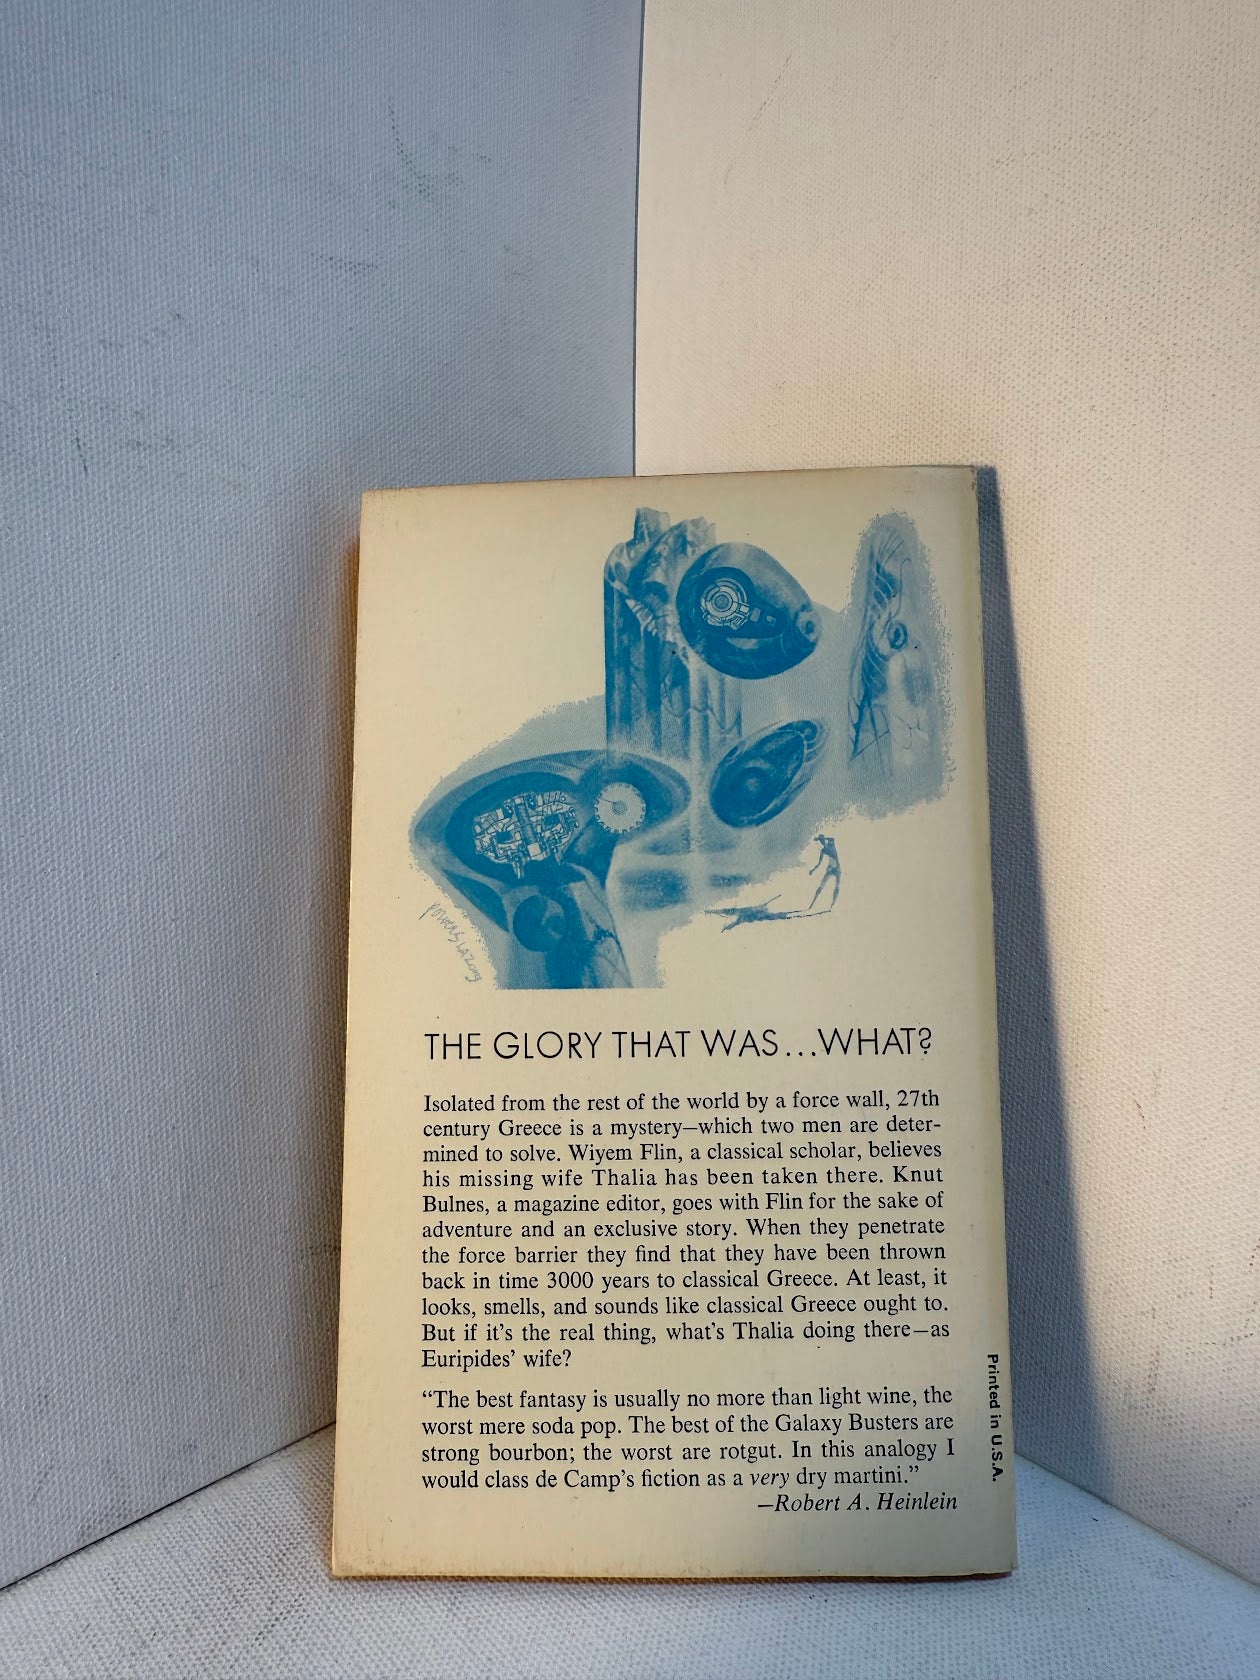 THE GLORY THAT WAS...WHAT?
Isolated from the rest of the world by a force wall, 27th
century Greece is a mystery—which two men are deter-
mined to solve. Wiyem Flin, a classical scholar, believes
his missing wife Thalia has been taken there. Knut
Bulnes, a magazine editor, goes with Flin for the sake of
adventure and an exclusive story. When they penetrate
the force barrier they find that they have been thrown
back in time 3000 years to classical Greece. At least, it
looks, smells, and sounds like classical Greece ought to.
But if it's the real thing, what's Thalia doing there—as
Euripides' wife?
“The best fantasy is usually no more than light wine, the
worst mere soda pop. The best of the Galaxy Busters are
strong bourbon; the worst are rotgut. In this analogy I
would class de Camp's fiction as a very dry martini.”
—Robert A. Heinlein
Printed in U.S.A.